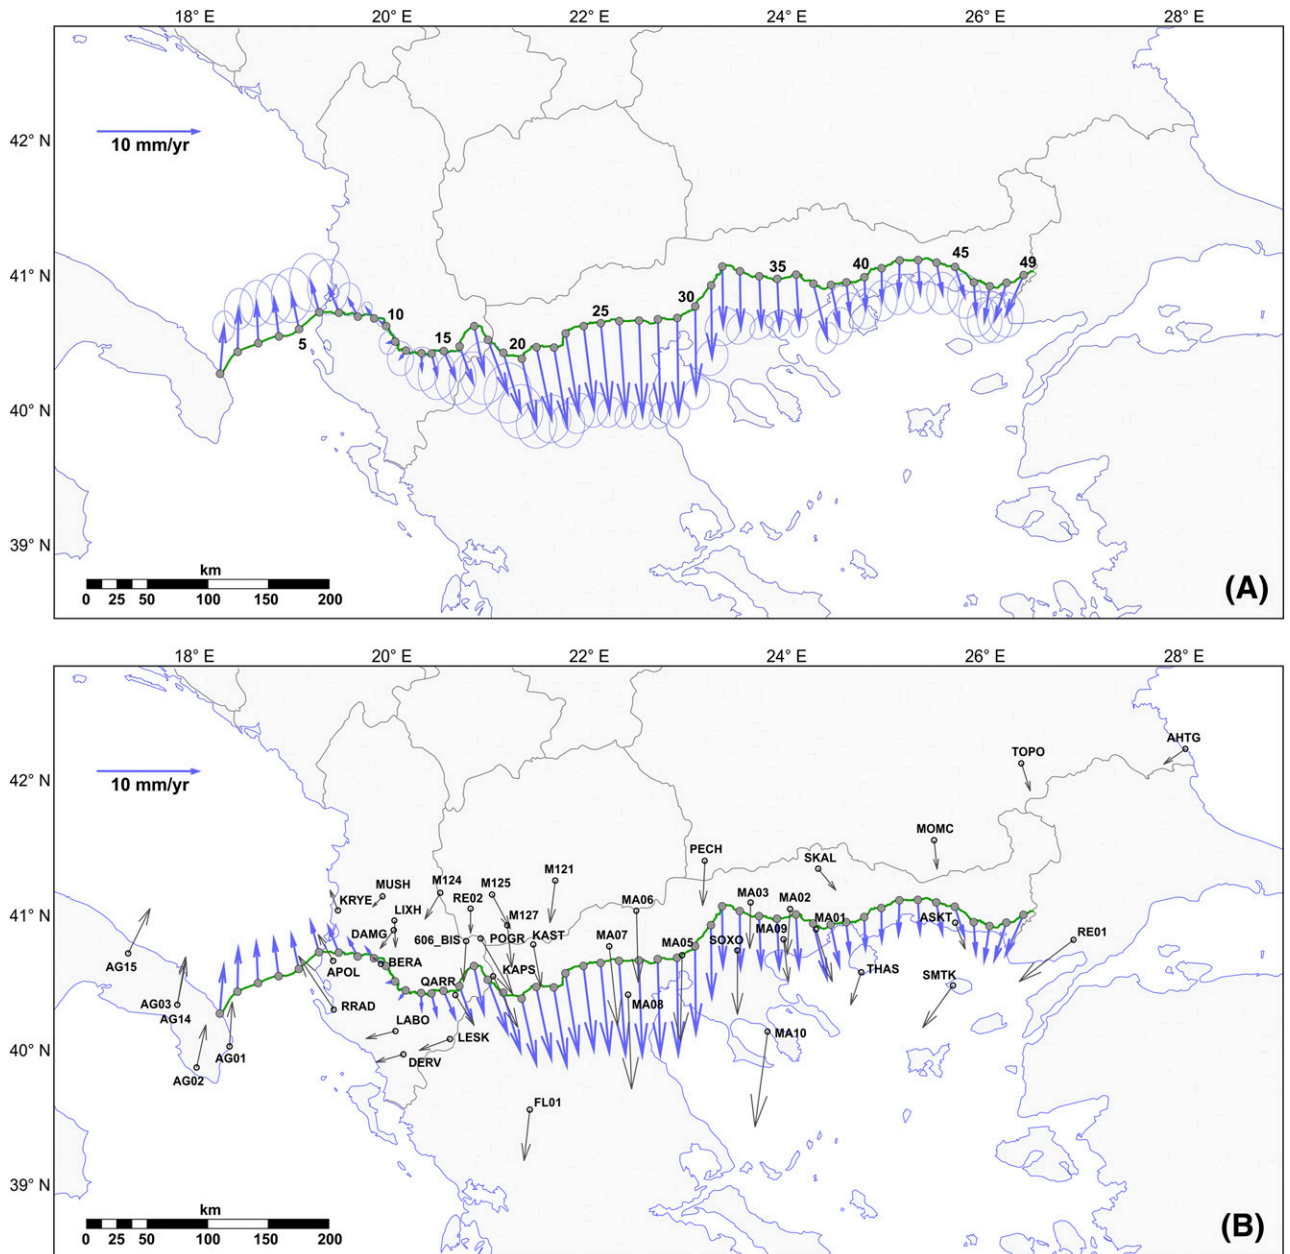 18° E 20° E 22° E 24° E 26° E 28° E
42° N
10 mm/yr
41° N
5 10 15 20 25 30 35 40 45 49
40° N
39° N
km
0 25 50 100 150 200
(A)
18° E 20° E 22° E 24° E 26° E 28° E
AHTG
TOPO
42° N
10 mm/yr
MOMC
PECH
SKAL
M121
M124
M125
MUSH
RE02
KRYE
MA06
MA03
MA02
LIXH
M127
MA01
ASKT
41° N
DAMG
606_BIS
POGR
KAST
MA07
MA05
SOXO
MA09
RE01
AG15
APOL
BERA
KAPS
THAS
SMTK
QARR
AG03
AG14
RRAD
MA08
LABO
LESK
MA10
40° N
AG01
DERV
AG02
FL01
39° N
km
0 25 50 100 150 200
(B)